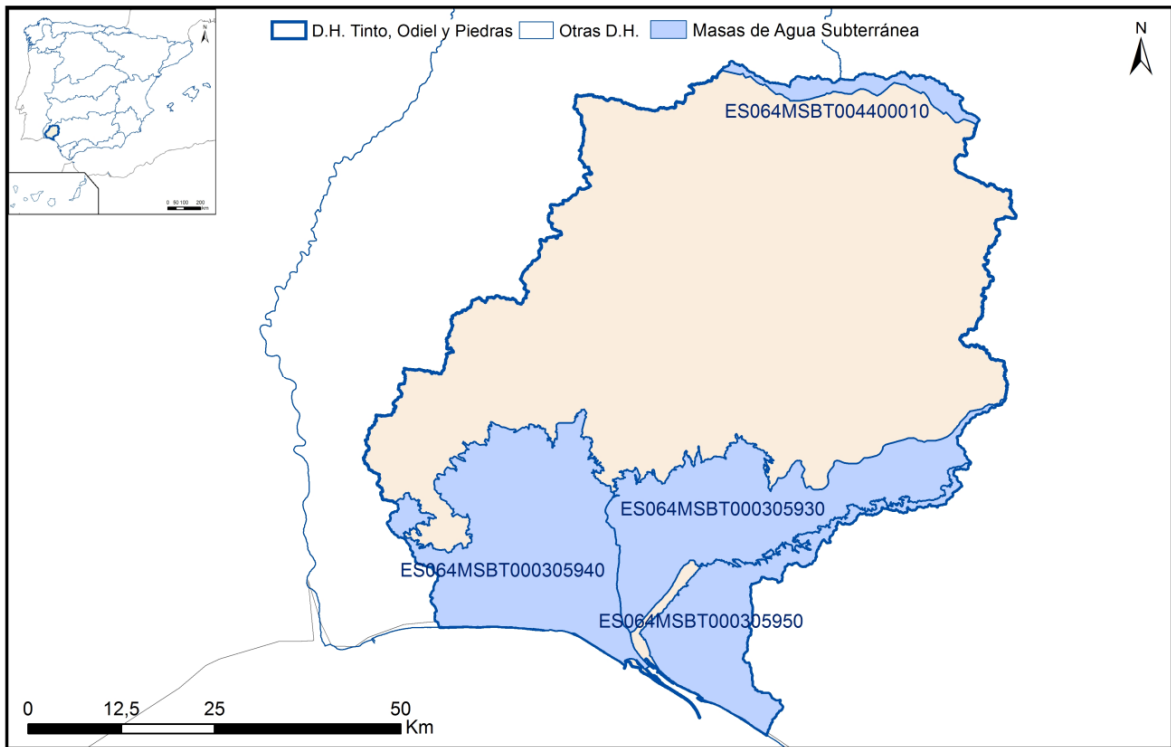 N
D.H. Tinto, Odiel y Piedras Otras D.H. Masas de Agua Subterránea
N
ES064MSBT004400010
ES064MSBT000305930
ES064MSBT000305940
ES064MSBT000305950
0 12,5 25 50
Km